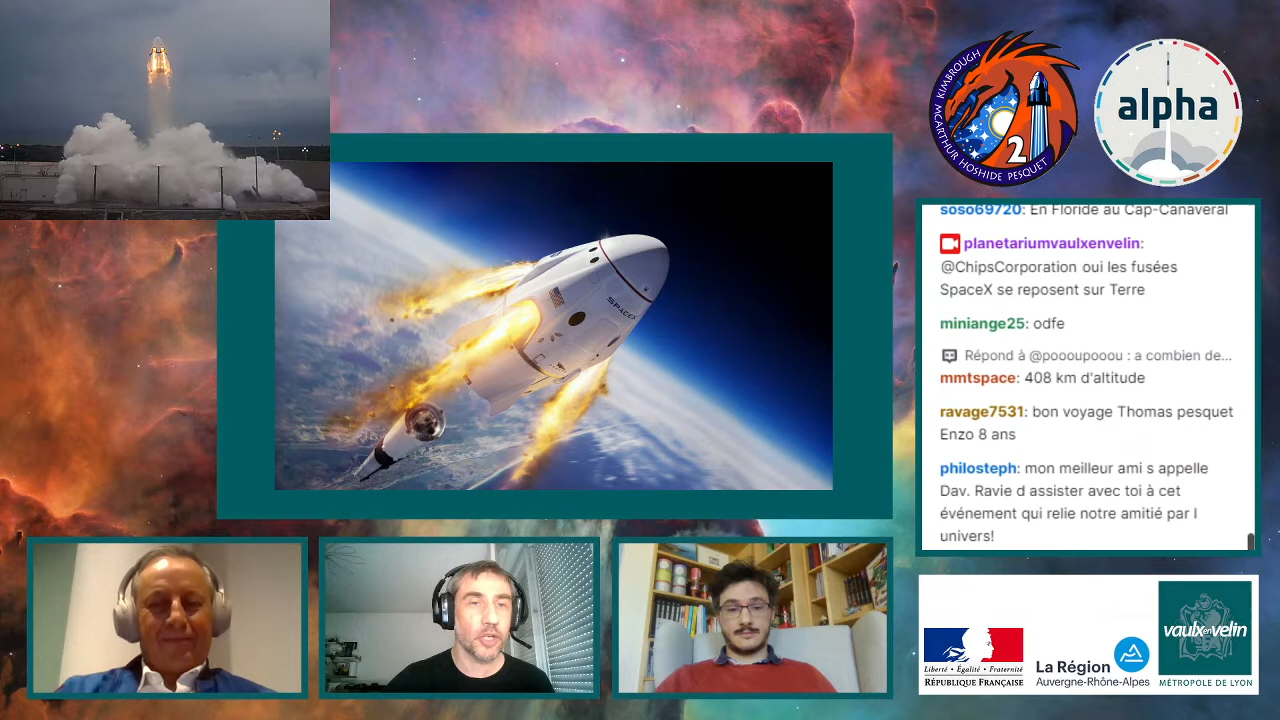 MCARTHUR KIMBROUGH
HOSHIDE PESQUET
2
alpha
SPACEX
soso69720: En Floride au Cap-Canaveral
planetariumvaulxenvelin:
@ChipsCorporation oui les fusées
SpaceX se reposent sur Terre
miniange25: odfe
Répond à @poooupooou : a combien de...
mmtspace: 408 km d'altitude
ravage7531: bon voyage Thomas pesquet
Enzo 8 ans
philosteph: mon meilleur ami s appelle
Dav. Ravie d assister avec toi à cet
événement qui relie notre amitié par l
univers!
Liberté • Égalité • Fraternité
RÉPUBLIQUE FRANÇAISE
La Région
Auvergne-Rhône-Alpes
vaulx en velin
MÉTROPOLE DE LYON